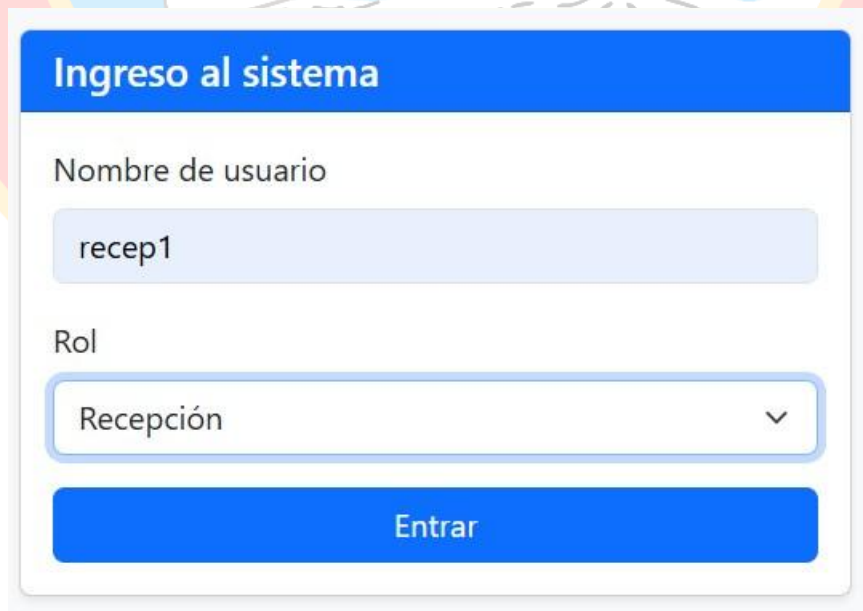 Ingreso al sistema
Nombre de usuario
recep1
Rol
Recepción
Entrar